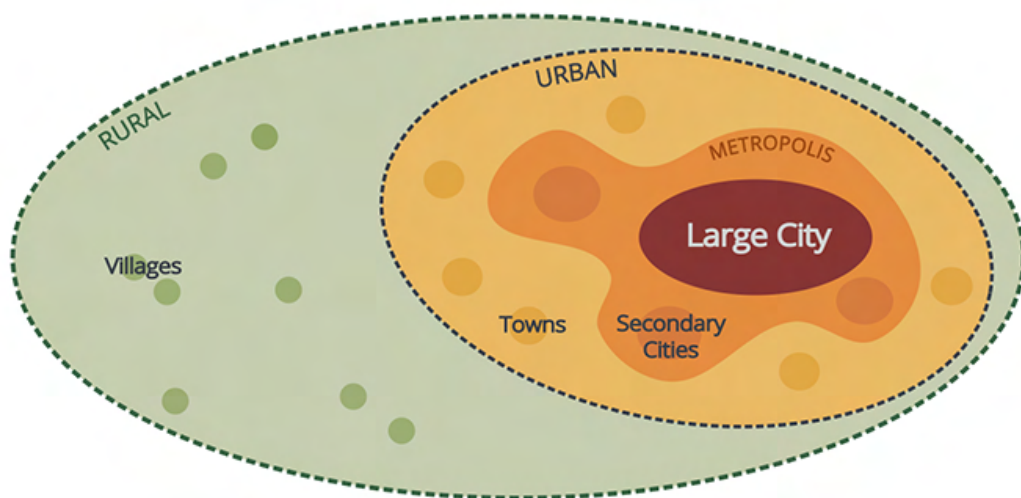 URBAN
RURAL
METROPOLIS
Large City
Villages
Towns
Secondary
Cities